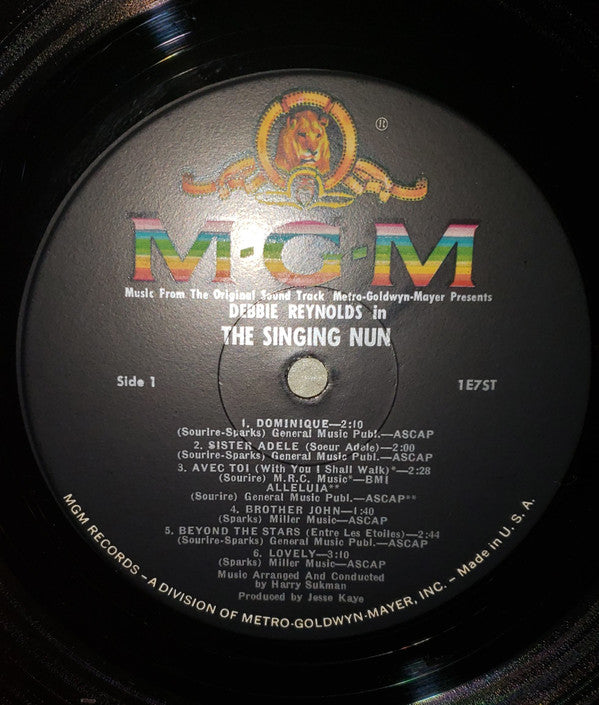 ®
M-G-M
Music From The Original Sound Track Metro-Goldwyn-Mayer Presents
DEBBIE REYNOLDS in
THE SINGING NUN
Side 1
1E7ST
1. DOMINIQUE—2:10
(Sourire-Sparks) General Music Publ.—ASCAP
2. SISTER ADELE (Soeur Adele)—2:00
(Sourire-Sparks) General Music Publ.—ASCAP
3. AVEC TOI (With You I Shall Walk)*—2:28
(Sourire) M.R.C. Music*—BMI
ALLELUIA**
(Sourire) General Music Publ.—ASCAP**
4. BROTHER JOHN—1:40
(Sparks) Miller Music—ASCAP
5. BEYOND THE STARS (Entre Les Etoiles)—2:44
(Sourire-Sparks) General Music Publ.—ASCAP
6. LOVELY—3:10
(Sparks) Miller Music—ASCAP
Music Arranged And Conducted
by Harry Sukman
Produced by Jesse Kaye
MGM RECORDS – A DIVISION OF METRO-GOLDWYN-MAYER, INC. – Made in U. S. A.